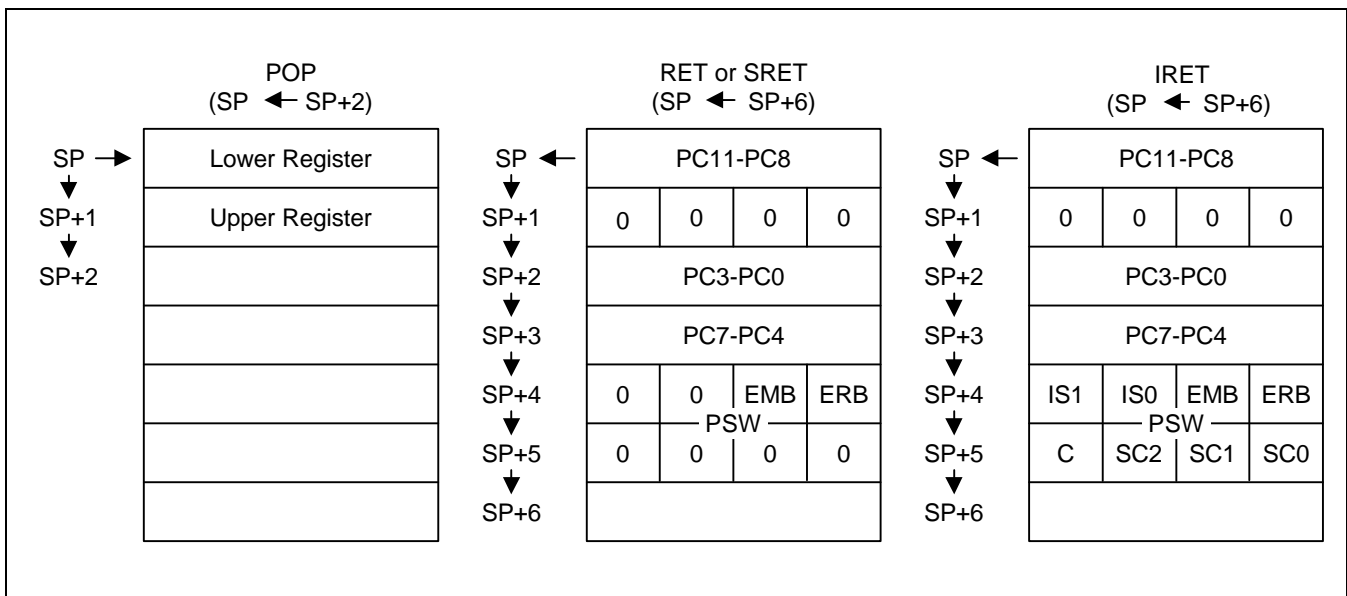 POP
(SP ← SP+2)
SP → Lower Register
SP+1 Upper Register
SP+2
RET or SRET
(SP ← SP+6)
SP ← PC11-PC8
SP+1 0 0 0 0
SP+2 PC3-PC0
SP+3 PC7-PC4
SP+4 0 0 EMB ERB
PSW
SP+5 0 0 0 0
SP+6
IRET
(SP ← SP+6)
SP ← PC11-PC8
SP+1 0 0 0 0
SP+2 PC3-PC0
SP+3 PC7-PC4
SP+4 IS1 IS0 EMB ERB
PSW
SP+5 C SC2 SC1 SC0
SP+6